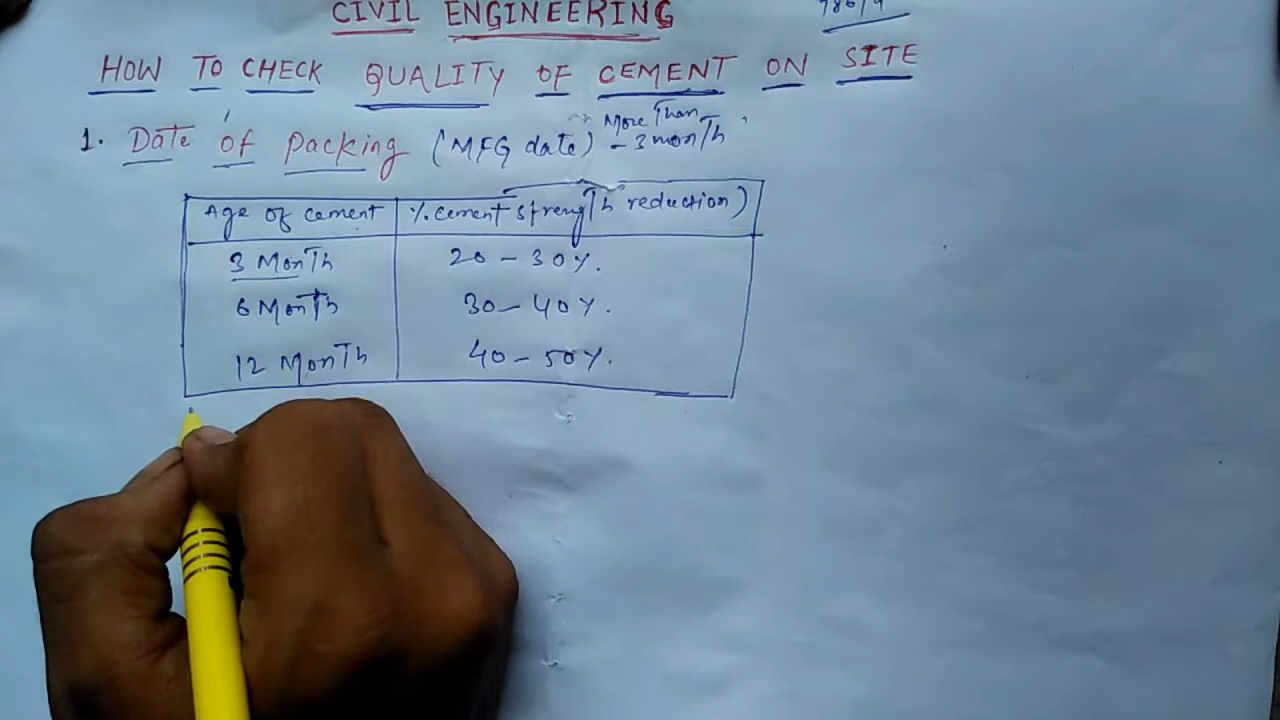 CIVIL ENGINEERING
HOW TO CHECK QUALITY OF CEMENT ON SITE
More Than
1. Date of packing (MFG date) - 3 month
Age of cement %. cement strength reduction)
3 Month 20 - 30%.
6 Month 30 - 40%.
12 Month 40 - 50%.